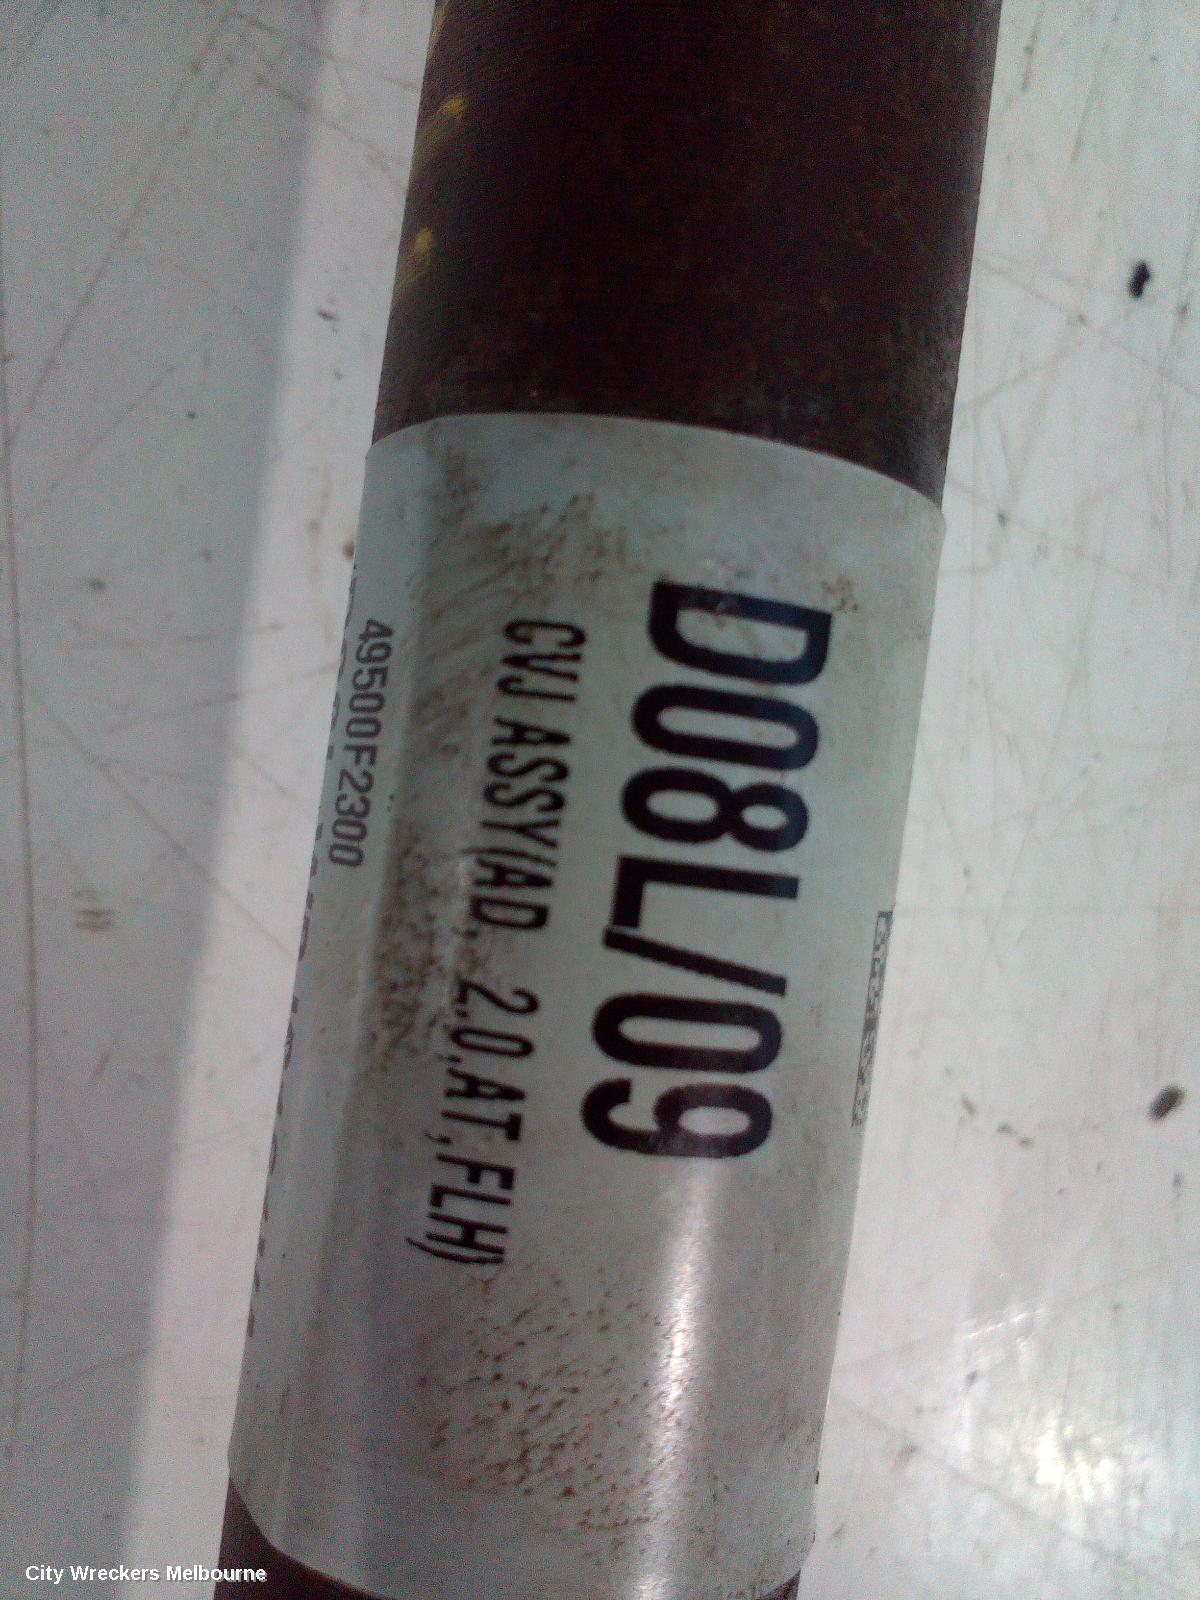 D08L/09
CVJ ASSY(AD,, 2.0,AT,FLH)
49500F2300
City Wreckers Melbourne